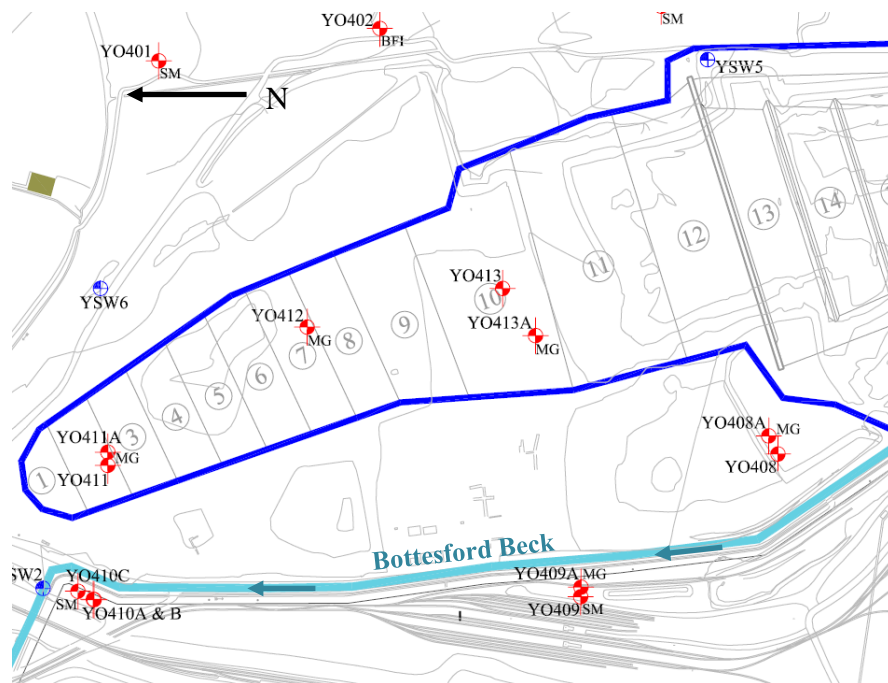 YO402
SM
YO401
BFI
SM
YSW5
N
14
13
12
11
YSW6
YO413
10
YO413A
MG
YO412
MG
9
8
7
6
5
4
3
YO411A
MG
YO411
1
YO408A MG
YO408
Bottesford Beck
SW2
YO410C
SM
YO410A & B
YO409A MG
YO409 SM